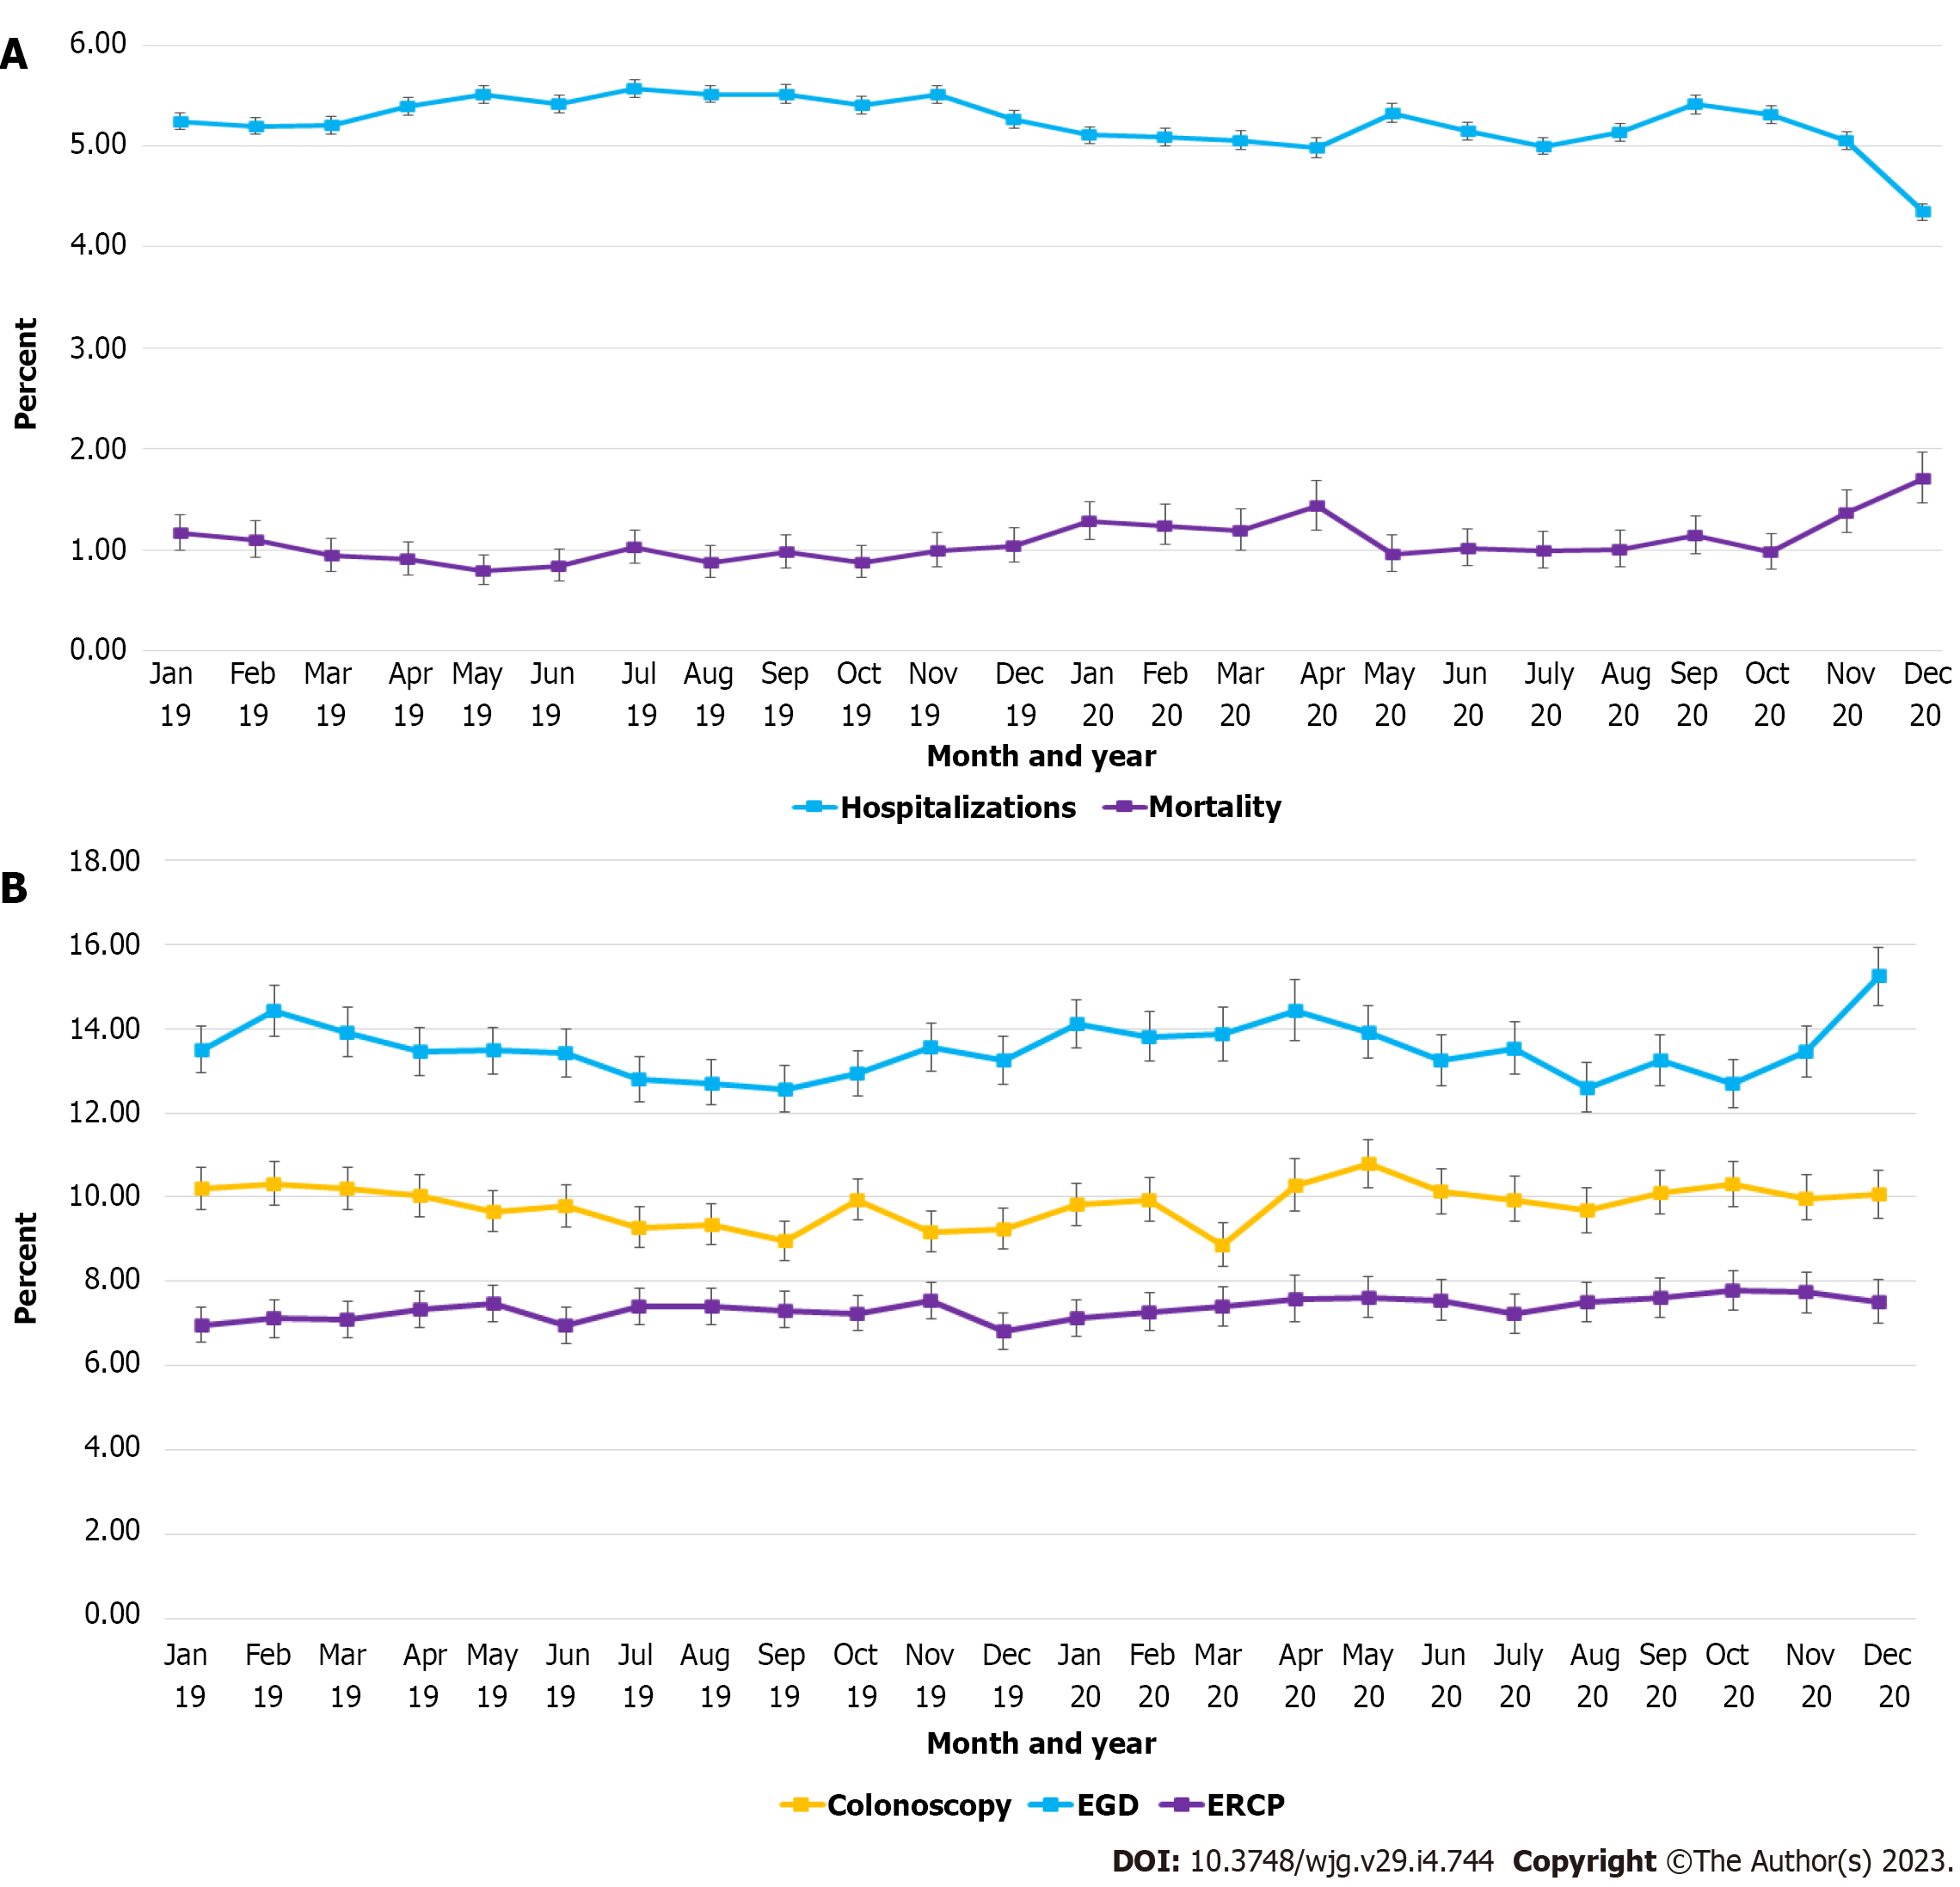 A
6.00
5.00
4.00
3.00
2.00
1.00
0.00
Percent
Jan Feb Mar Apr May Jun Jul Aug Sep Oct Nov Dec Jan Feb Mar Apr May Jun July Aug Sep Oct Nov Dec
19 19 19 19 19 19 19 19 19 19 19 19 20 20 20 20 20 20 20 20 20 20 20 20
Month and year
Hospitalizations Mortality
B
18.00
16.00
14.00
12.00
10.00
8.00
6.00
4.00
2.00
0.00
Percent
Jan Feb Mar Apr May Jun Jul Aug Sep Oct Nov Dec Jan Feb Mar Apr May Jun July Aug Sep Oct Nov Dec
19 19 19 19 19 19 19 19 19 19 19 19 20 20 20 20 20 20 20 20 20 20 20 20
Month and year
Colonoscopy EGD ERCP
DOI: 10.3748/wjg.v29.i4.744 Copyright ©The Author(s) 2023.